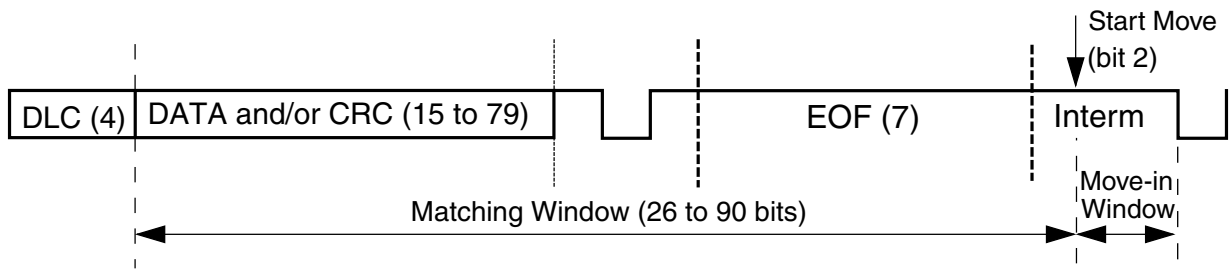 Start Move
(bit 2)
DLC (4)
DATA and/or CRC (15 to 79)
EOF (7)
Interm
Matching Window (26 to 90 bits)
Move-in
Window